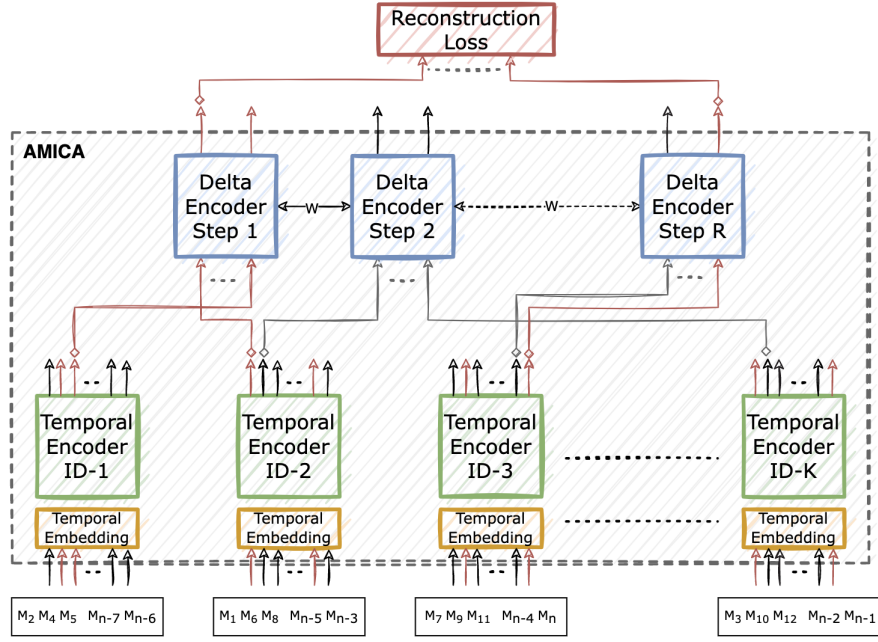 Reconstruction
Loss
AMICA
Delta
Encoder
Step 1
W
Delta
Encoder
Step 2
W
Delta
Encoder
Step R
Temporal
Encoder
ID-1
Temporal
Encoder
ID-2
Temporal
Encoder
ID-3
Temporal
Encoder
ID-K
Temporal
Embedding
Temporal
Embedding
Temporal
Embedding
Temporal
Embedding
M2 M4 M5 Mn-7 Mn-6
M1 M6 M8 Mn-5 Mn-3
M7 M9 M11 Mn-4 Mn
M3 M10 M12 Mn-2 Mn-1